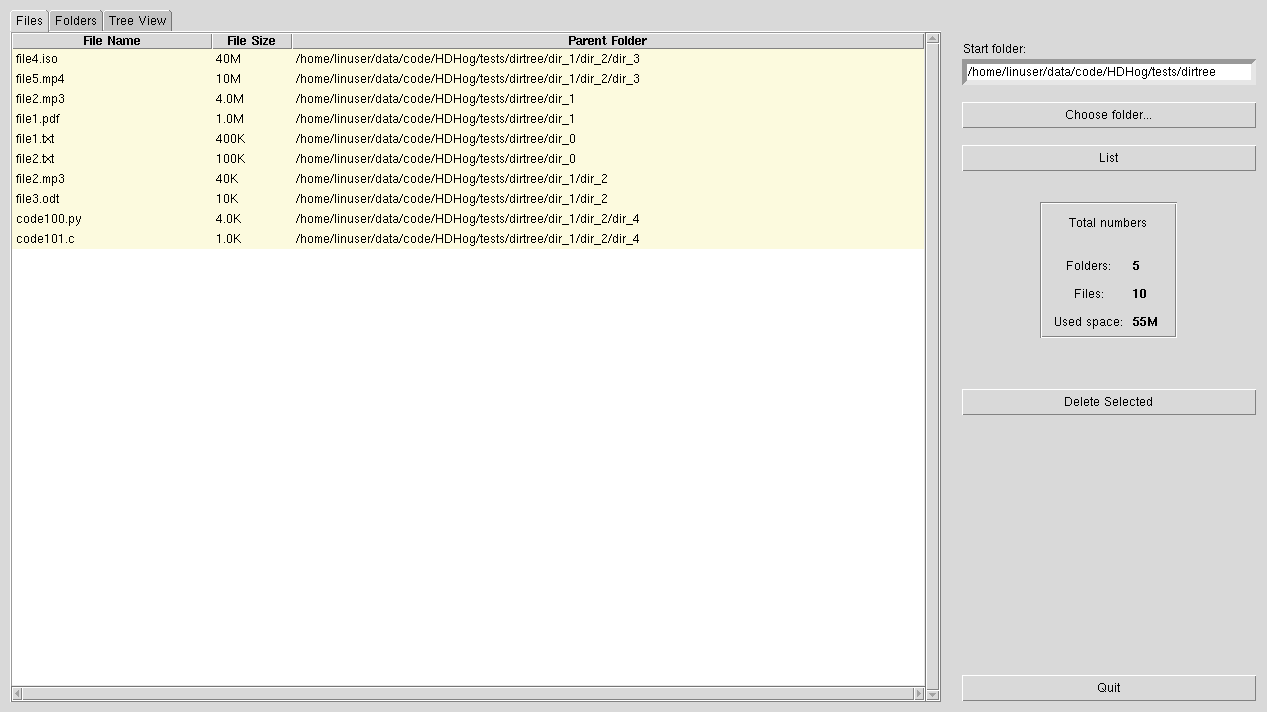 Files Folders Tree View
File Name File Size Parent Folder
file4.iso 40M /home/linuser/data/code/HDHog/tests/dirtree/dir_1/dir_2/dir_3
file5.mp4 10M /home/linuser/data/code/HDHog/tests/dirtree/dir_1/dir_2/dir_3
file2.mp3 4.0M /home/linuser/data/code/HDHog/tests/dirtree/dir_1
file1.pdf 1.0M /home/linuser/data/code/HDHog/tests/dirtree/dir_1
file1.txt 400K /home/linuser/data/code/HDHog/tests/dirtree/dir_0
file2.txt 100K /home/linuser/data/code/HDHog/tests/dirtree/dir_0
file2.mp3 40K /home/linuser/data/code/HDHog/tests/dirtree/dir_1/dir_2
file3.odt 10K /home/linuser/data/code/HDHog/tests/dirtree/dir_1/dir_2
code100.py 4.0K /home/linuser/data/code/HDHog/tests/dirtree/dir_1/dir_2/dir_4
code101.c 1.0K /home/linuser/data/code/HDHog/tests/dirtree/dir_1/dir_2/dir_4
Start folder:
/home/linuser/data/code/HDHog/tests/dirtree
Choose folder...
List
Total numbers
Folders: 5
Files: 10
Used space: 55M
Delete Selected
Quit